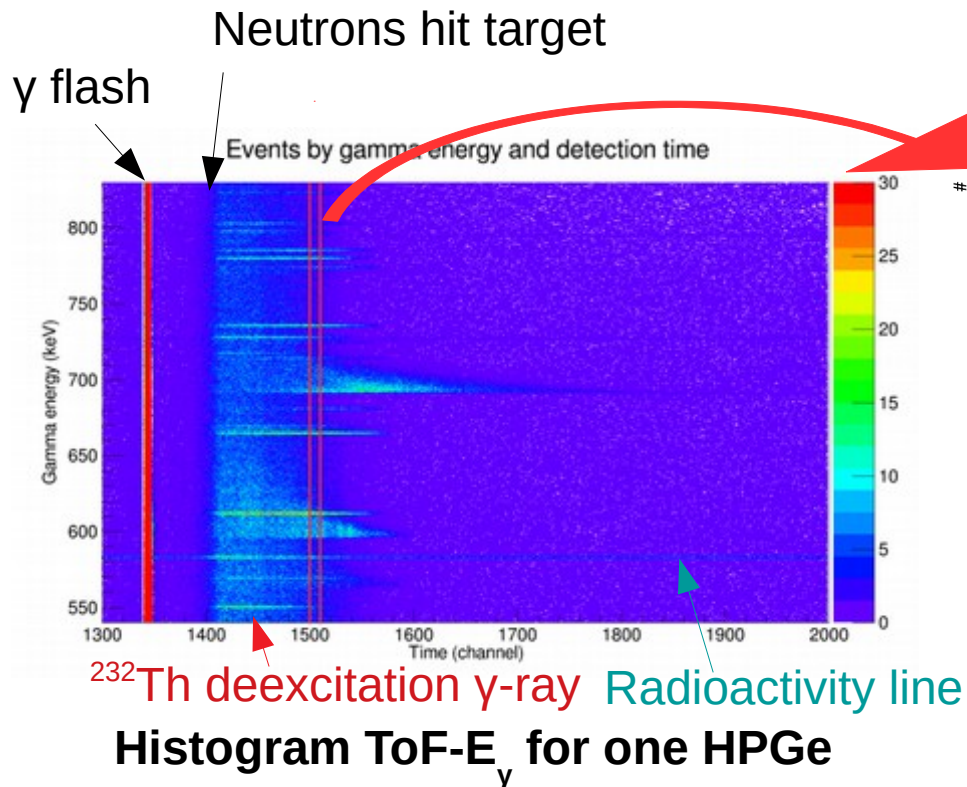 Neutrons hit target
γ flash
Events by gamma energy and detection time
#
Gamma energy (keV)
800
750
700
650
600
550
1300 1400 1500 1600 1700 1800 1900 2000
Time (channel)
30
25
20
15
10
5
0
²³²Th deexcitation γ-ray
Radioactivity line
Histogram ToF-Eᵧ for one HPGe